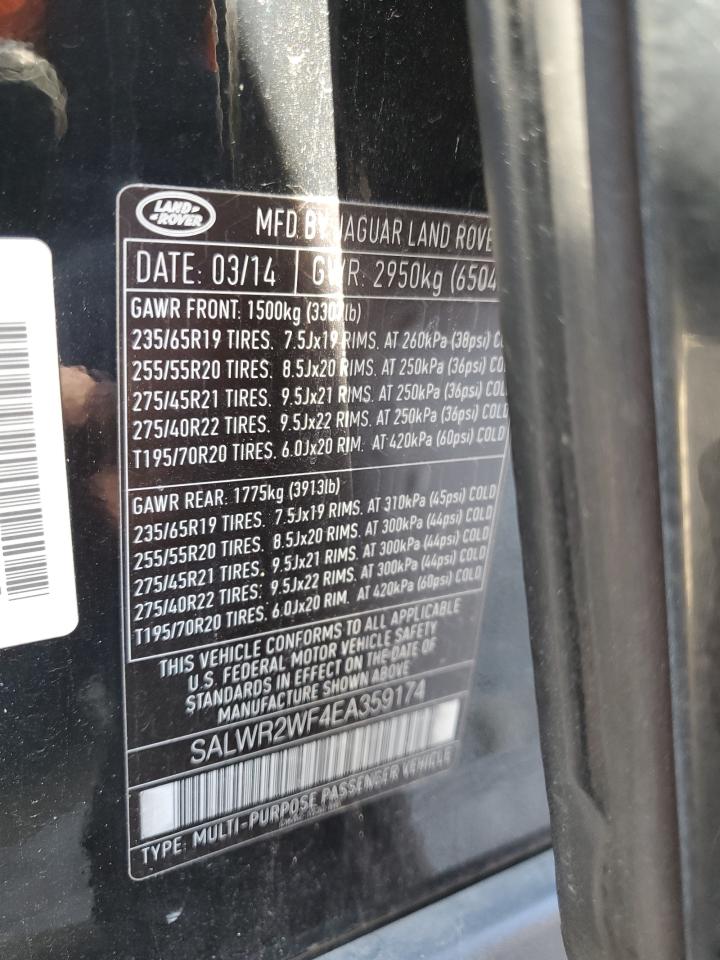 LAND ROVER
MFD BY JAGUAR LAND ROVE
DATE: 03/14 GVWR: 2950kg (6504
GAWR FRONT: 1500kg (3307lb)
235/65R19 TIRES. 7.5Jx19 RIMS. AT 260kPa (38psi) CO
255/55R20 TIRES. 8.5Jx20 RIMS. AT 250kPa (36psi) CO
275/45R21 TIRES. 9.5Jx21 RIMS. AT 250kPa (36psi) COL
275/40R22 TIRES. 9.5Jx22 RIMS. AT 250kPa (36psi) COL
T195/70R20 TIRES. 6.0Jx20 RIM. AT 420kPa (60psi) COLD
GAWR REAR: 1775kg (3913lb)
235/65R19 TIRES. 7.5Jx19 RIMS. AT 310kPa (45psi) COLD
255/55R20 TIRES. 8.5Jx20 RIMS. AT 300kPa (44psi) COLD
275/45R21 TIRES. 9.5Jx21 RIMS. AT 300kPa (44psi) COLD
275/40R22 TIRES. 9.5Jx22 RIMS. AT 300kPa (44psi) COLD
T195/70R20 TIRES. 6.0Jx20 RIM. AT 420kPa (60psi) COLD
THIS VEHICLE CONFORMS TO ALL APPLICABLE
U.S. FEDERAL MOTOR VEHICLE SAFETY
STANDARDS IN EFFECT ON THE DATE OF
MANUFACTURE SHOWN ABOVE
SALWR2WF4EA359174
TYPE: MULTI-PURPOSE PASSENGER VEHICLE